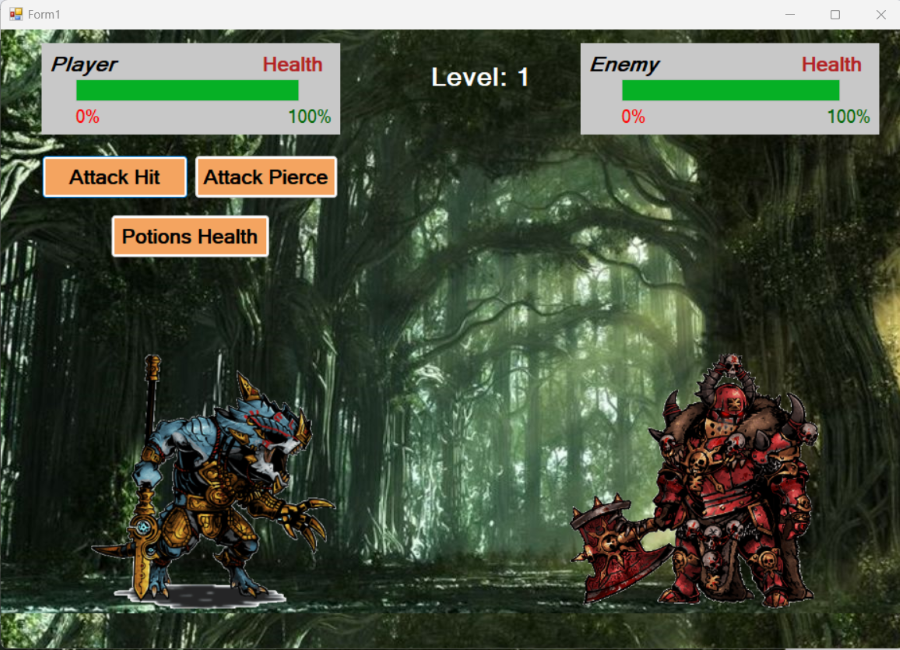 Form1
Player Health
0% 100%
Level: 1
Enemy Health
0% 100%
Attack Hit
Attack Pierce
Potions Health